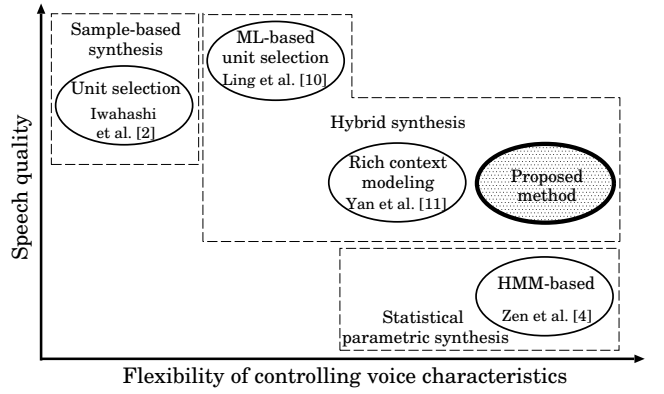 Sample-based
synthesis
Unit selection
Iwahashi
et al. [2]
ML-based
unit selection
Ling et al. [10]
Hybrid synthesis
Rich context
modeling
Yan et al. [11]
Proposed
method
HMM-based
Zen et al. [4]
Statistical
parametric synthesis
Speech quality
Flexibility of controlling voice characteristics